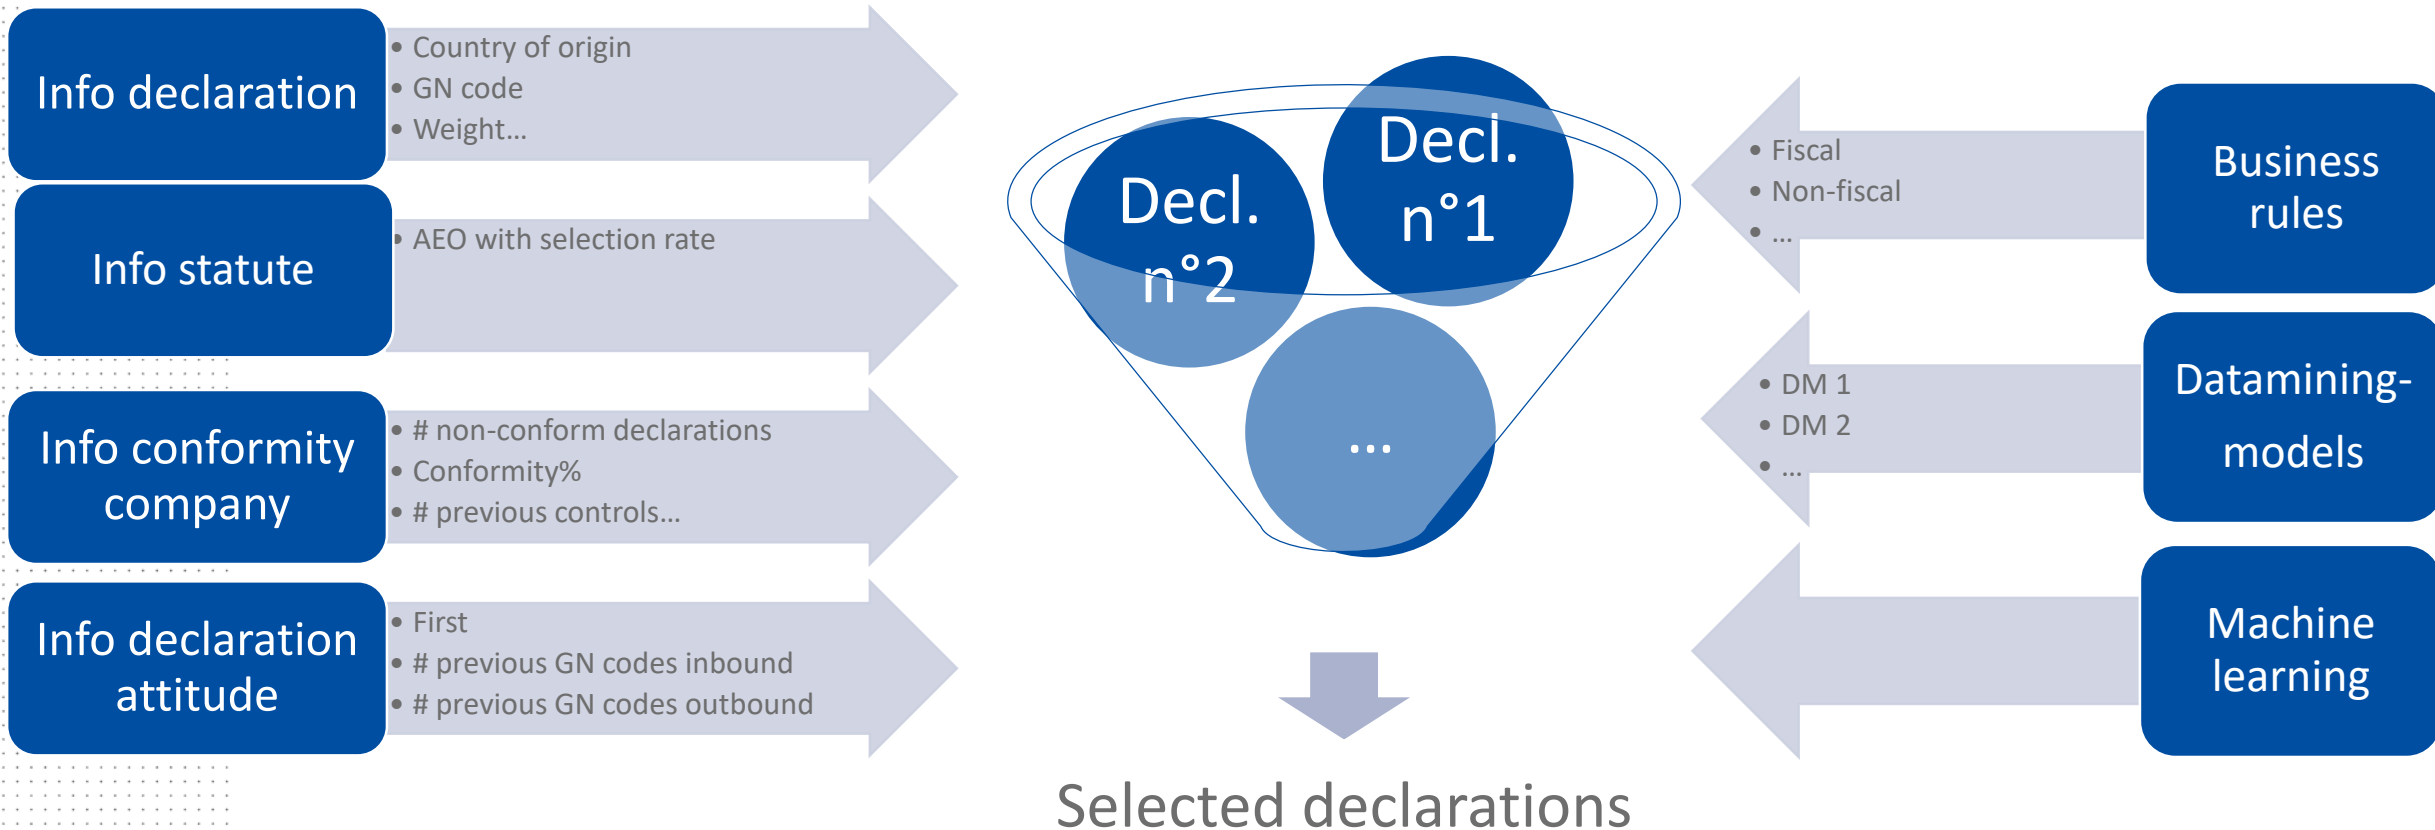 Info declaration
• Country of origin
• GN code
• Weight...
Info statute
• AEO with selection rate
Info conformity
company
• # non-conform declarations
• Conformity%
• # previous controls...
Info declaration
attitude
• First
• # previous GN codes inbound
• # previous GN codes outbound
Decl.
n°1
Decl.
n°2
...
Selected declarations
• Fiscal
• Non-fiscal
• ...
Business
rules
• DM 1
• DM 2
• ...
Datamining-
models
Machine
learning